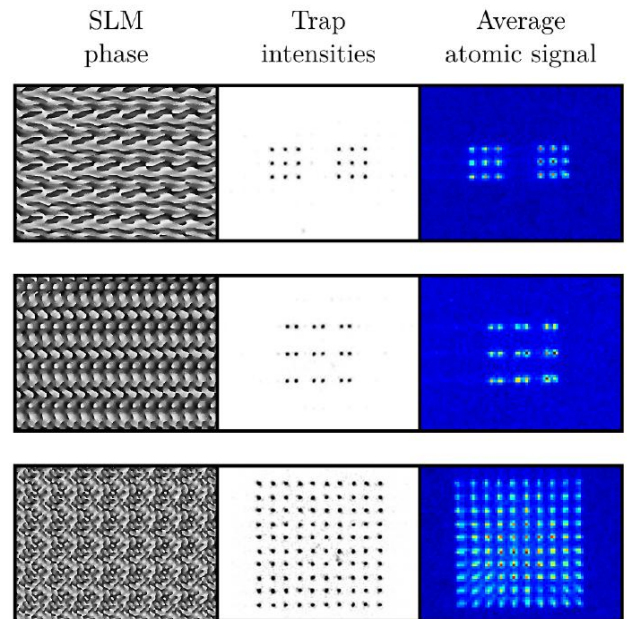 SLM
phase
Trap
intensities
Average
atomic signal